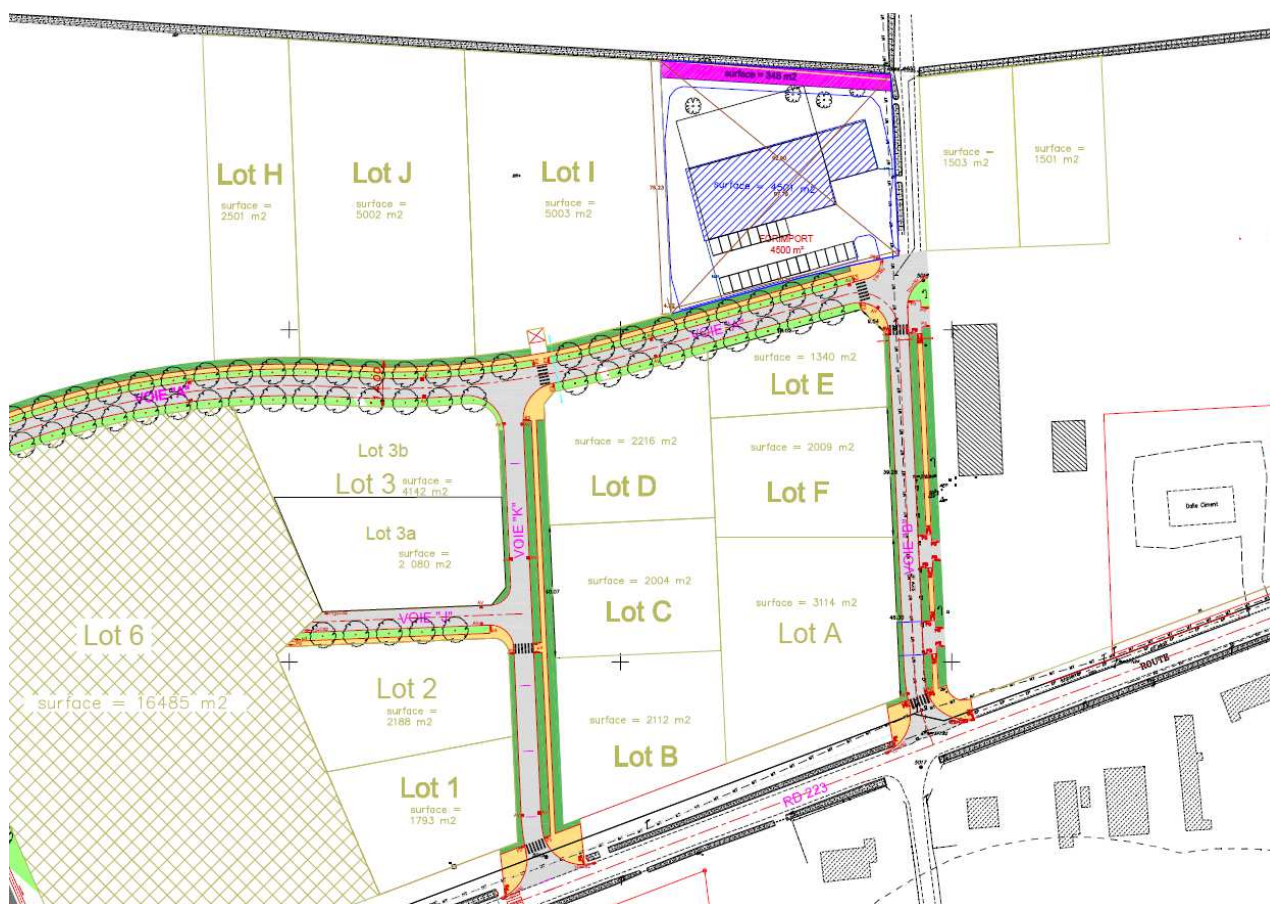 surface = 348 m2
Lot H
surface =
2501 m2
Lot J
surface =
5002 m2
Lot I
surface =
5003 m2
surface = 4501 m2
FORIMPORT
4500 m²
surface =
1503 m2
surface =
1501 m2
VOIE "A"
VOIE "A"
14.00
surface = 1340 m2
Lot E
Lot 3b
Lot 3
surface =
4142 m2
surface = 2216 m2
Lot D
surface = 2009 m2
Lot F
Lot 3a
surface =
2 080 m2
VOIE "K"
VOIE "B"
Dalle Ciment
surface = 2004 m2
Lot C
surface = 3114 m2
Lot A
VOIE "J"
Lot 6
surface = 16485 m2
Lot 2
surface =
2188 m2
surface = 2112 m2
Lot B
Lot 1
surface =
1793 m2
ROUTE
RD 223
5017